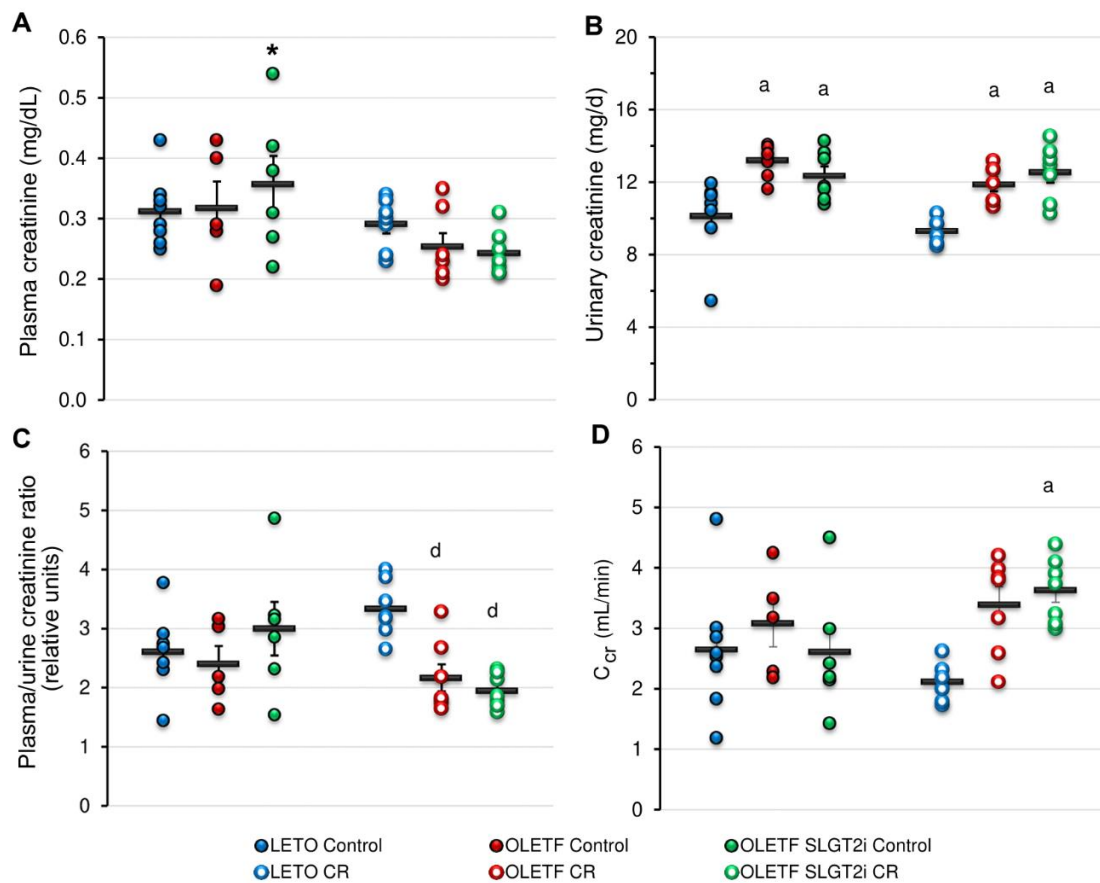 A
Plasma creatinine (mg/dL)
0.6
0.5
0.4
0.3
0.2
0.1
0.0
*
B
Urinary creatinine (mg/d)
20
16
12
8
4
0
a
a
a
a
C
Plasma/urine creatinine ratio
(relative units)
6
5
4
3
2
1
0
d
d
D
Ccr (mL/min)
6
5
4
3
2
1
0
a
LETO Control
OLETF Control
OLETF SLGT2i Control
LETO CR
OLETF CR
OLETF SLGT2i CR